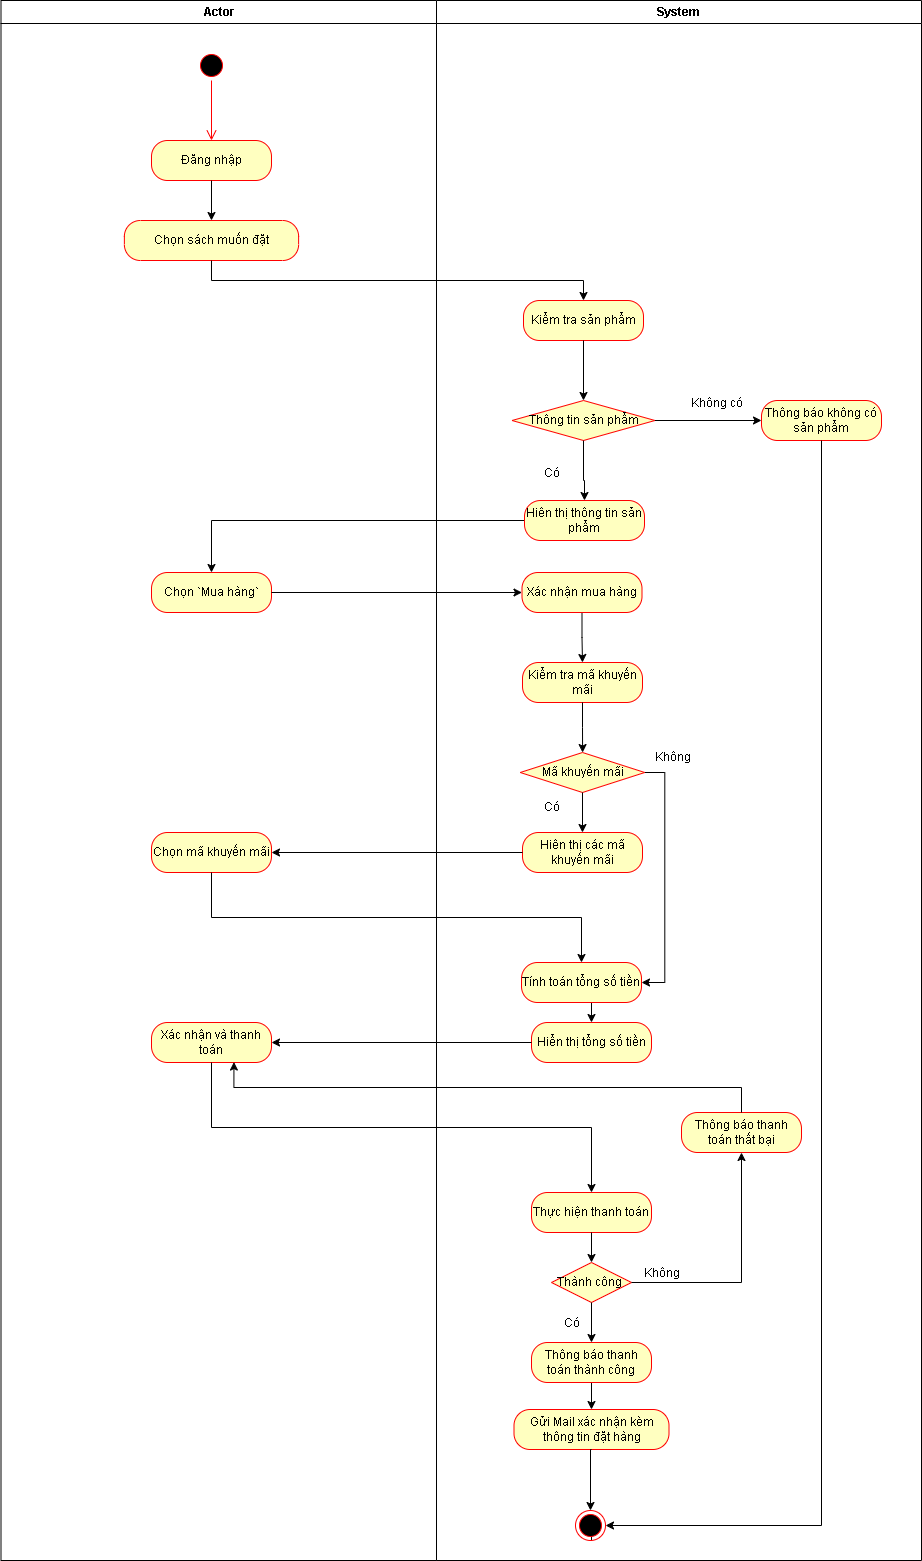 Actor
System
Đăng nhập
Chọn sách muốn đặt
Kiểm tra sản phẩm
Thông tin sản phẩm
Không có
Thông báo không có
sản phẩm
Có
Hiên thị thông tin sản
phẩm
Chọn `Mua hàng`
Xác nhận mua hàng
Kiểm tra mã khuyến
mãi
Mã khuyến mãi
Không
Có
Hiên thị các mã
khuyến mãi
Chọn mã khuyến mãi
Tính toán tổng số tiền
Xác nhận và thanh
toán
Hiển thị tổng số tiền
Thông báo thanh
toán thất bại
Thực hiện thanh toán
Thành công
Không
Có
Thông báo thanh
toán thành công
Gửi Mail xác nhận kèm
thông tin đặt hàng